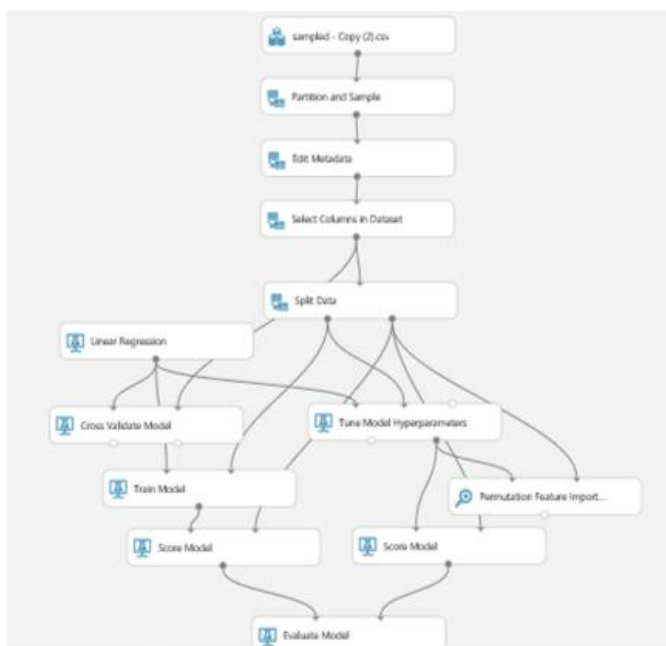 sampled - Copy (2).csv
Partition and Sample
Edit Metadata
Select Columns in Dataset
Split Data
Linear Regression
Cross Validate Model
Tune Model Hyperparameters
Train Model
Permutation Feature Import...
Score Model
Score Model
Evaluate Model